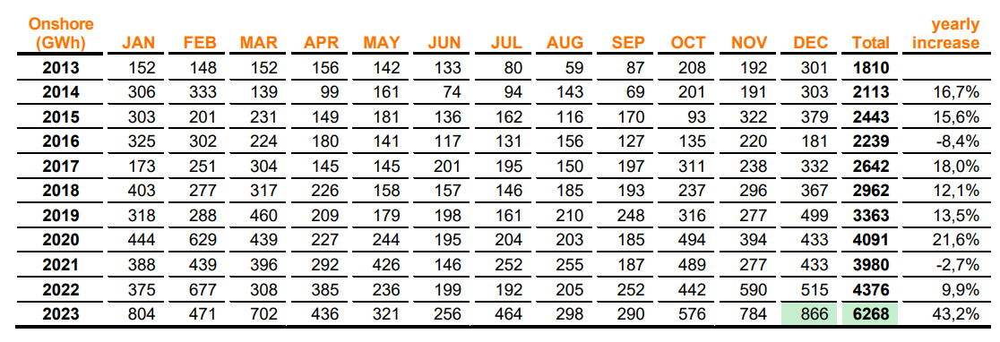 Onshore yearly
(GWh) JAN FEB MAR APR MAY JUN JUL AUG SEP OCT NOV DEC Total increase
2013 152 148 152 156 142 133 80 59 87 208 192 301 1810
2014 306 333 139 99 161 74 94 143 69 201 191 303 2113 16,7%
2015 303 201 231 149 181 136 162 116 170 93 322 379 2443 15,6%
2016 325 302 224 180 141 117 131 156 127 135 220 181 2239 -8,4%
2017 173 251 304 145 145 201 195 150 197 311 238 332 2642 18,0%
2018 403 277 317 226 158 157 146 185 193 237 296 367 2962 12,1%
2019 318 288 460 209 179 198 161 210 248 316 277 499 3363 13,5%
2020 444 629 439 227 244 195 204 203 185 494 394 433 4091 21,6%
2021 388 439 396 292 426 146 252 255 187 489 277 433 3980 -2,7%
2022 375 677 308 385 236 199 192 205 252 442 590 515 4376 9,9%
2023 804 471 702 436 321 256 464 298 290 576 784 866 6268 43,2%